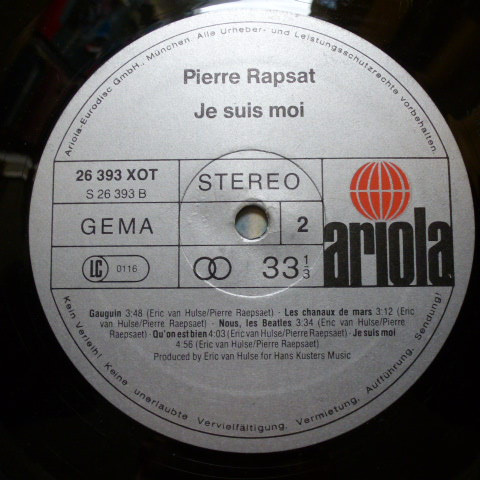 Ariola-Eurodisc GmbH., München. Alle Urheber- und Leistungsschutzrechte vorbehalten.
Pierre Rapsat
Je suis moi
26 393 XOT
S 26 393 B
STEREO
GEMA
2
LC 0116
33 1/3
ariola
Gauguin 3:48 (Eric van Hulse/Pierre Raepsaet) · Les chanaux de mars 3:12 (Eric
van Hulse/Pierre Raepsaet) · Nous, les Beatles 3:34 (Eric van Hulse/Pierre
Raepsaet) · Qu'on est bien 4:03 (Eric van Hulse/Pierre Raepsaet) · Je suis moi
4:56 (Eric van Hulse/Pierre Raepsaet)
Produced by Eric van Hulse for Hans Kusters Music
Kein Verleih! Keine unerlaubte Vervielfältigung, Vermietung, Aufführung, Sendung!